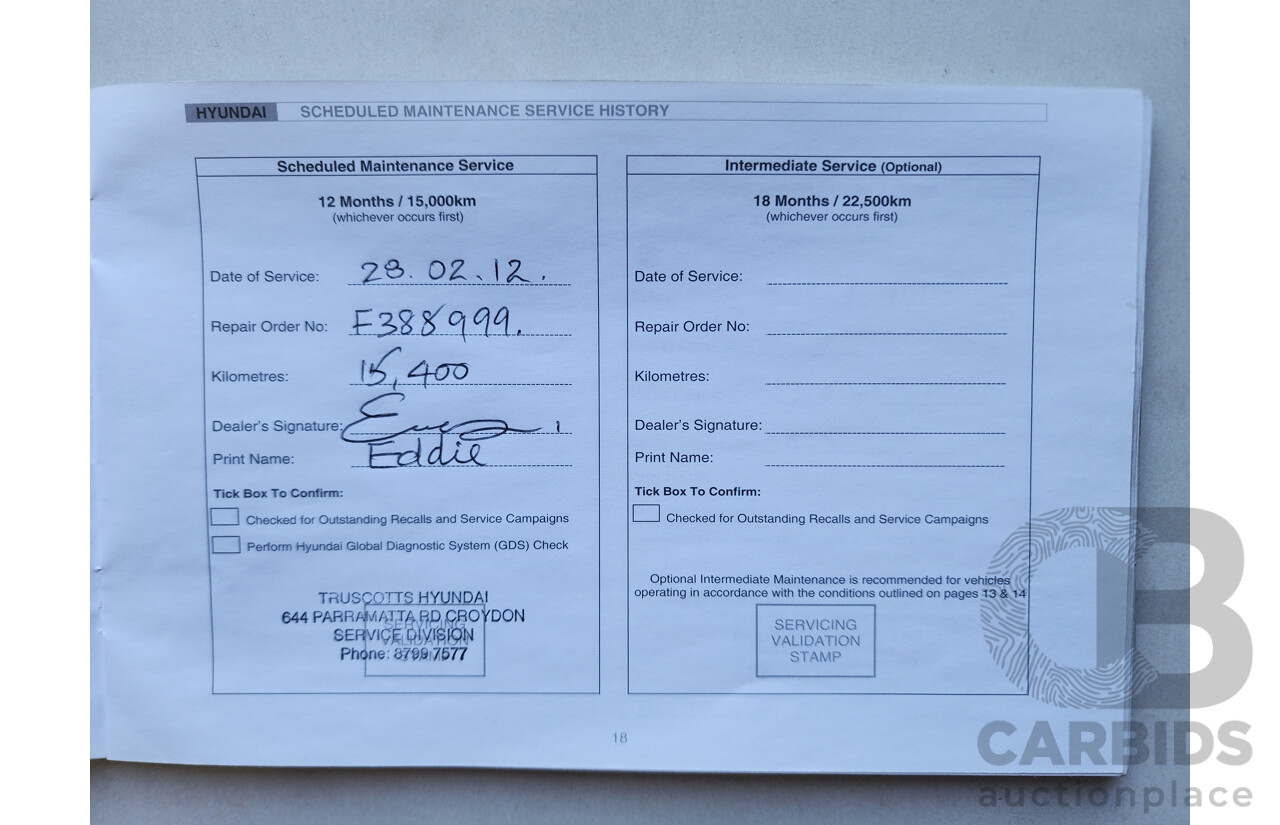 HYUNDAI SCHEDULED MAINTENANCE SERVICE HISTORY
Scheduled Maintenance Service
12 Months / 15,000km
(whichever occurs first)
Date of Service: 28.02.12.
Repair Order No: F388999.
Kilometres: 15,400
Dealer's Signature:
Print Name: Eddie
Tick Box To Confirm:
Checked for Outstanding Recalls and Service Campaigns
Perform Hyundai Global Diagnostic System (GDS) Check
TRUSCOTTS HYUNDAI
644 PARRAMATTA RD CROYDON
SERVICE DIVISION
Phone: 8799 7577
SERVICING
VALIDATION
STAMP
Intermediate Service (Optional)
18 Months / 22,500km
(whichever occurs first)
Date of Service:
Repair Order No:
Kilometres:
Dealer's Signature:
Print Name:
Tick Box To Confirm:
Checked for Outstanding Recalls and Service Campaigns
Optional Intermediate Maintenance is recommended for vehicles
operating in accordance with the conditions outlined on pages 13 & 14
SERVICING
VALIDATION
STAMP
18
CARBIDS
auctionplace